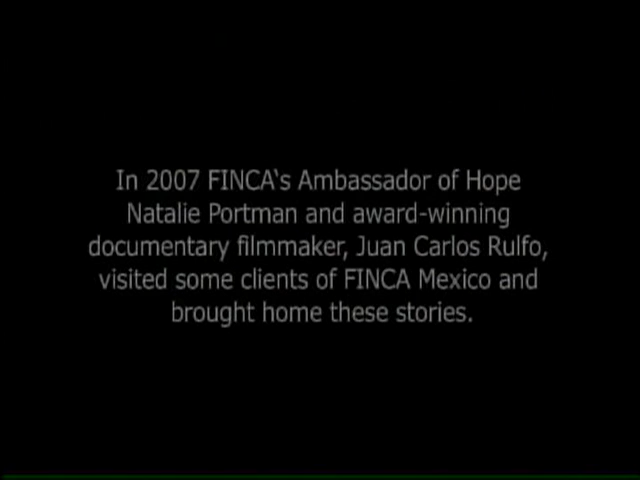 In 2007 FINCA's Ambassador of Hope
Natalie Portman and award-winning
documentary filmmaker, Juan Carlos Rulfo,
visited some clients of FINCA Mexico and
brought home these stories.